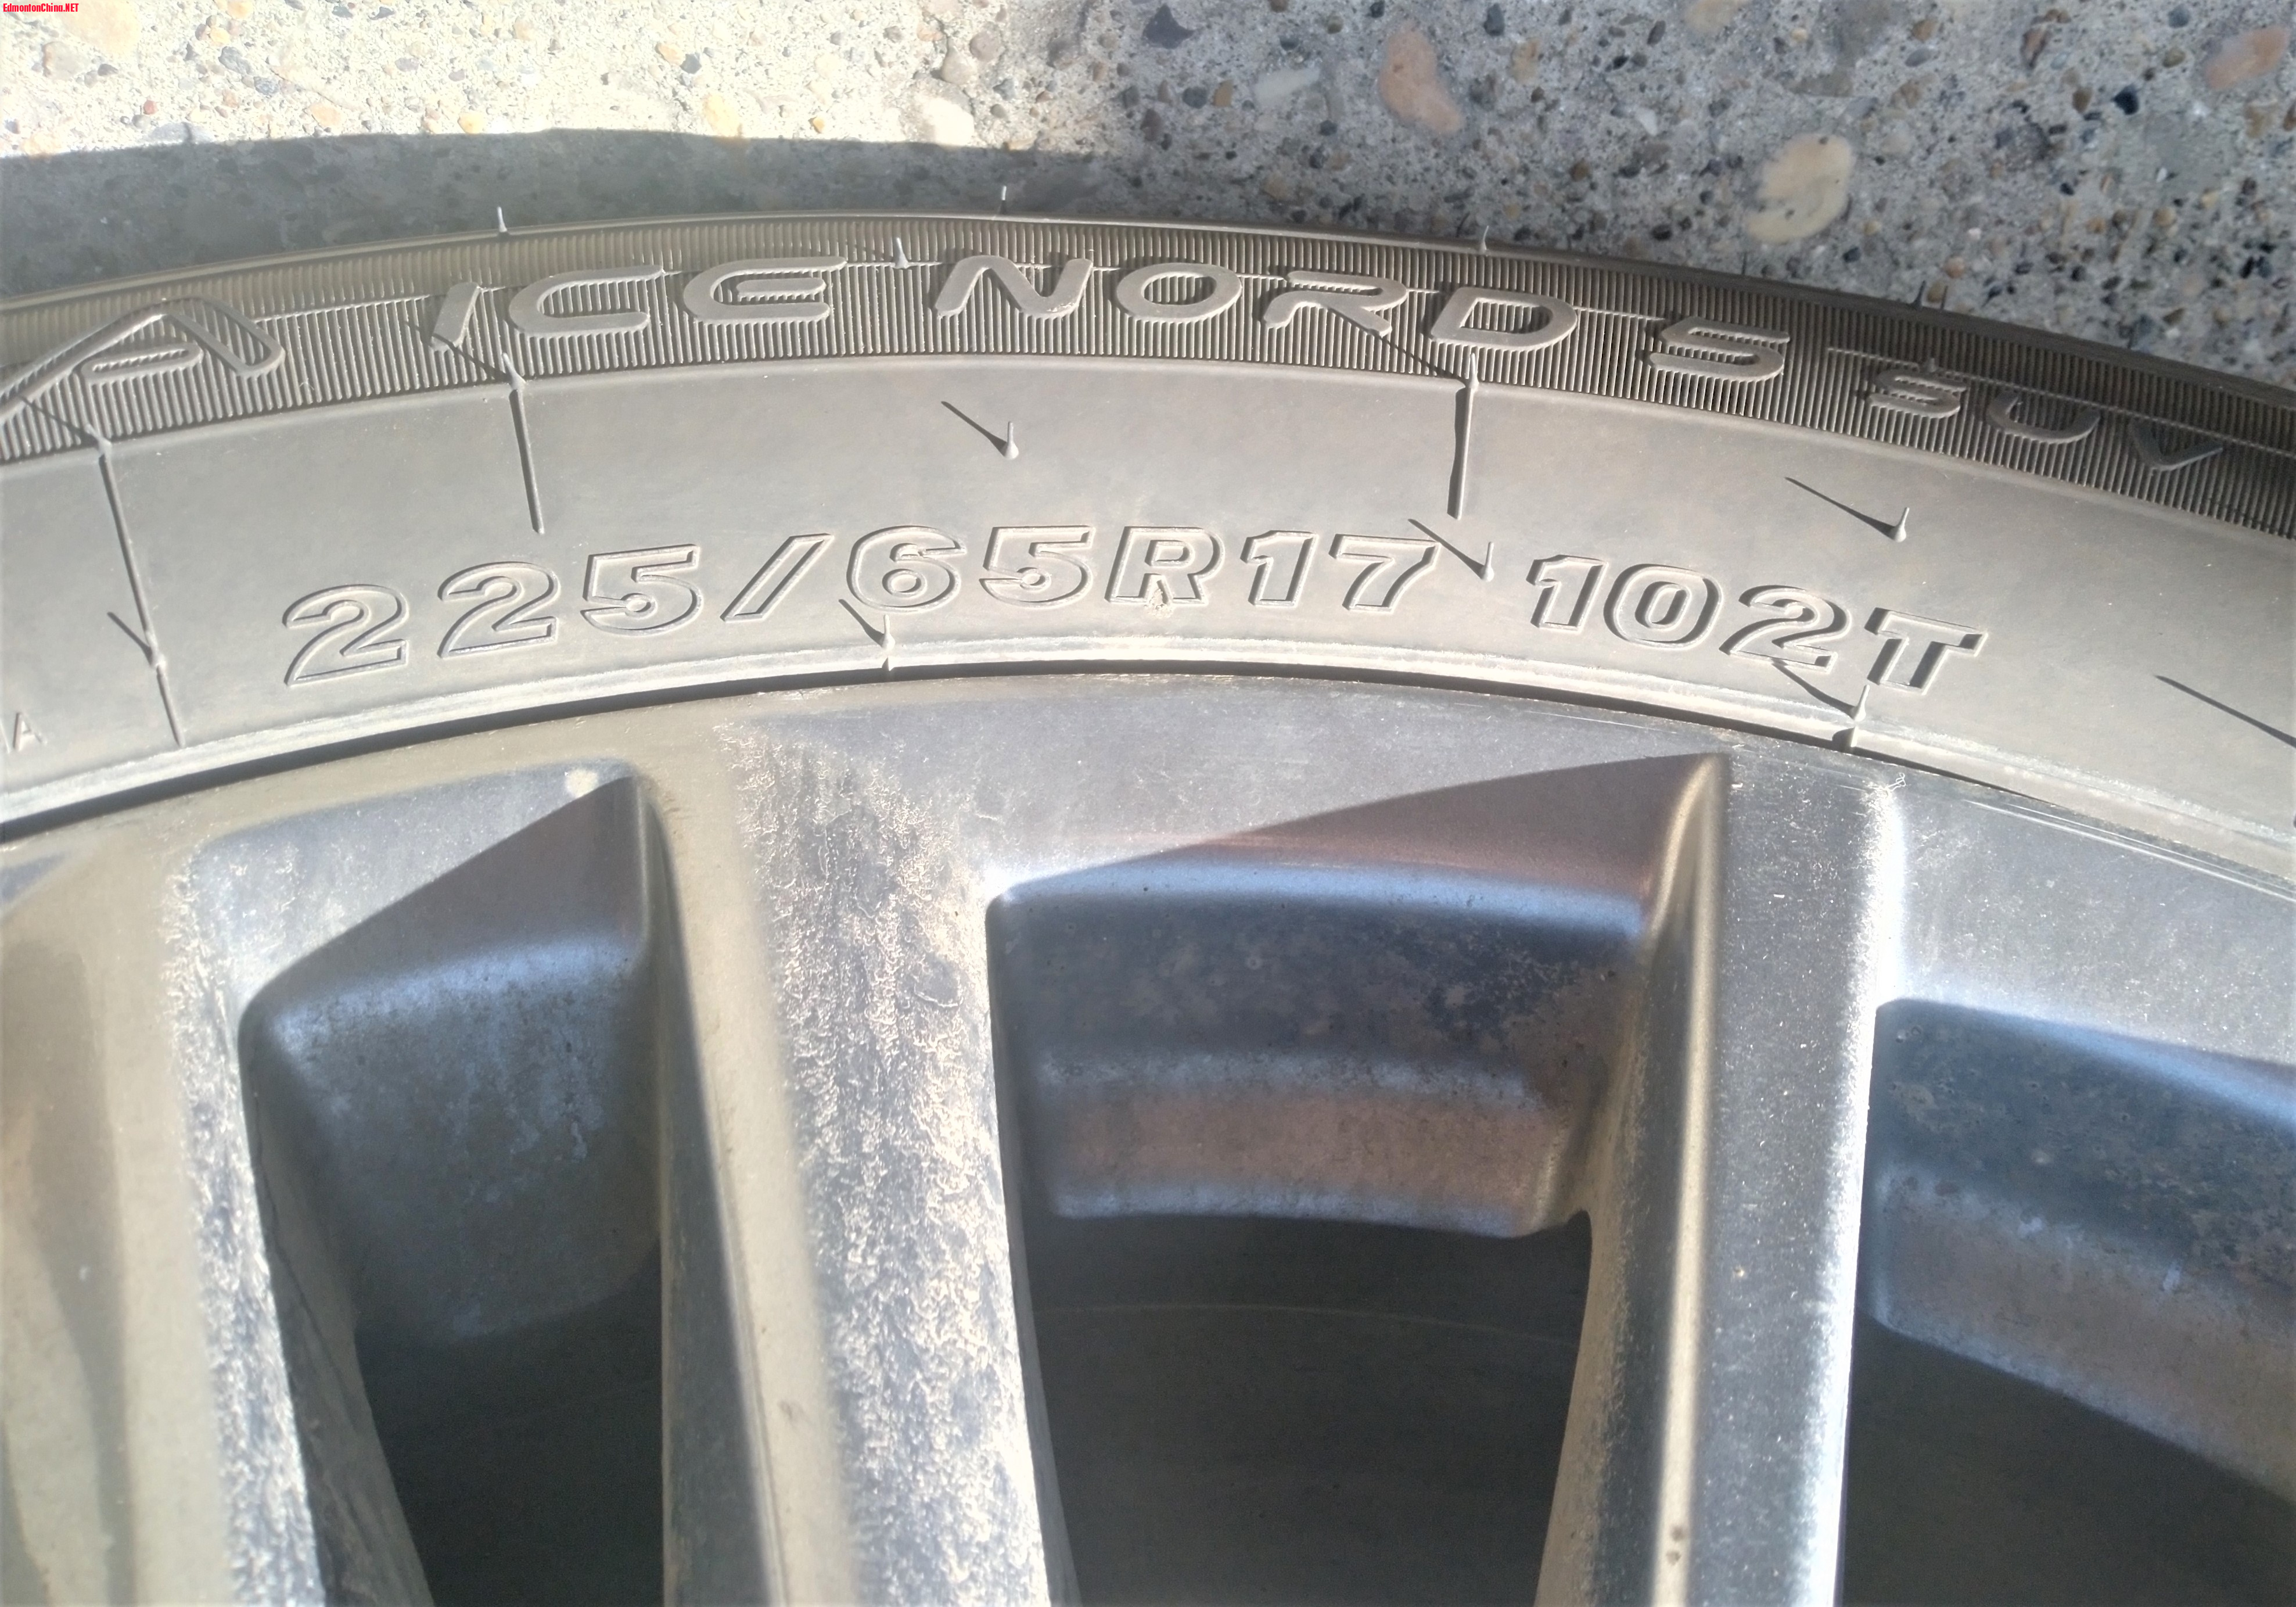 EdmontonChina.NET
A ICE NORD 5 SUV
225/65R17 102T